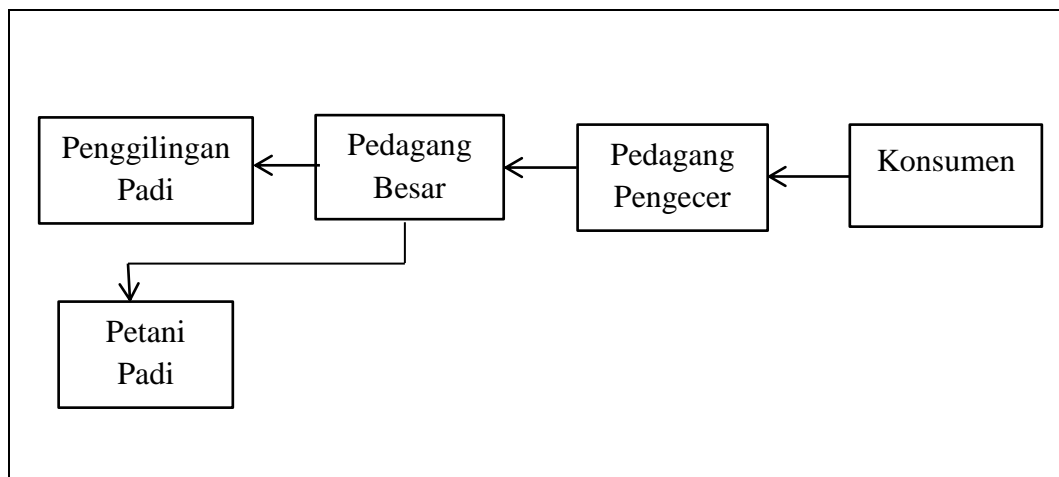 Penggilingan
Padi
Pedagang
Besar
Pedagang
Pengecer
Konsumen
Petani
Padi